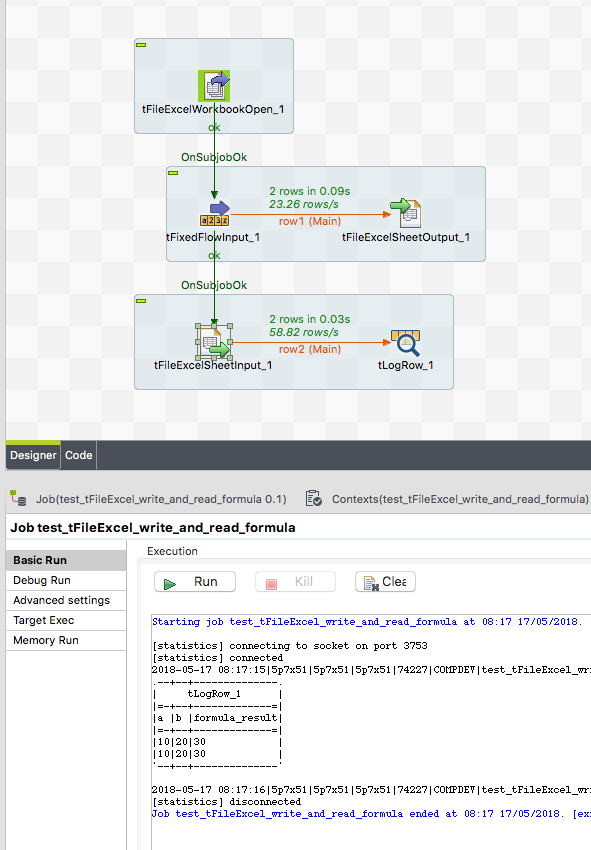 tFileExcelWorkbookOpen_1
ok
OnSubjobOk
2 rows in 0.09s
23.26 rows/s
row1 (Main)
a 2 3 z
tFixedFlowInput_1
tFileExcelSheetOutput_1
ok
OnSubjobOk
2 rows in 0.03s
58.82 rows/s
row2 (Main)
tFileExcelSheetInput_1
tLogRow_1
Designer
Code
Job(test_tFileExcel_write_and_read_formula 0.1)
Contexts(test_tFileExcel_write_and_read_formula)
Job test_tFileExcel_write_and_read_formula
Basic Run
Debug Run
Advanced settings
Target Exec
Memory Run
Execution
Run
Kill
Clea
Starting job test_tFileExcel_write_and_read_formula at 08:17 17/05/2018.
[statistics] connecting to socket on port 3753
[statistics] connected
2018-05-17 08:17:15|5p7x51|5p7x51|5p7x51|74227|COMPDEV|test_tFileExcel_wri
.--+--+--------------.
|     tLogRow_1      |
|=-+--+-------------=|
|a |b |formula_result|
|=-+--+-------------=|
|10|20|30            |
|10|20|30            |
'--+--+--------------'
2018-05-17 08:17:16|5p7x51|5p7x51|5p7x51|74227|COMPDEV|test_tFileExcel_wri
[statistics] disconnected
Job test_tFileExcel_write_and_read_formula ended at 08:17 17/05/2018. [exi